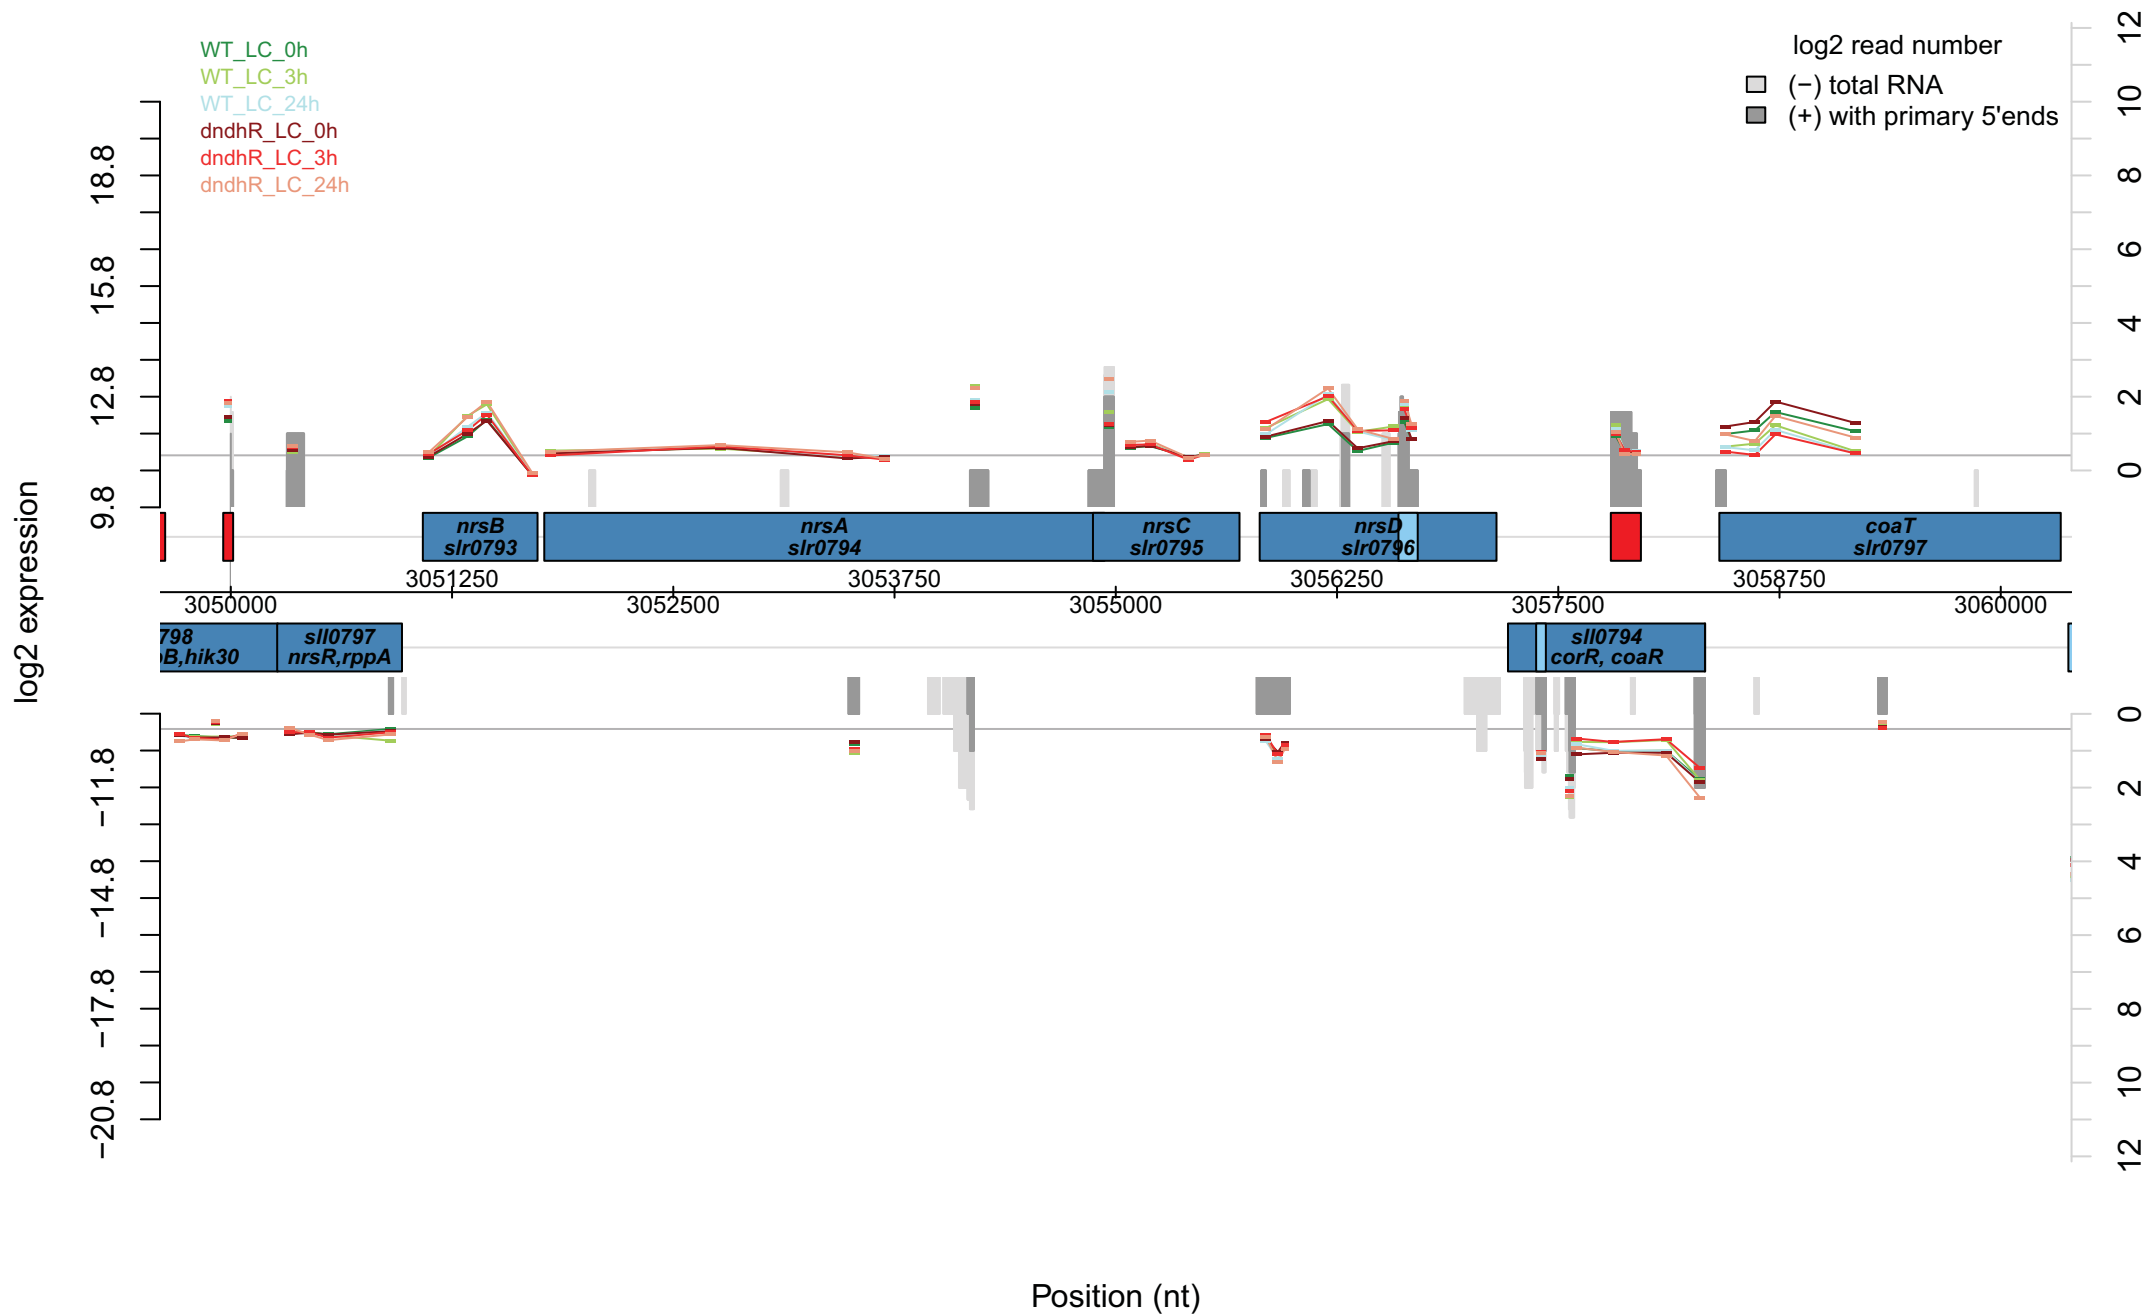 WT_LC_0h
WT_LC_3h
WT_LC_24h
dndhR_LC_0h
dndhR_LC_3h
dndhR_LC_24h
log2 read number
(−) total RNA
(+) with primary 5'ends
log2 expression
18.8
15.8
12.8
9.8
12
10
8
6
4
2
0
nrsB
slr0793
nrsA
slr0794
nrsC
slr0795
nrsD
slr0796
coaT
slr0797
3051250
3053750
3056250
3058750
3050000
3052500
3055000
3057500
3060000
798
B,hik30
sll0797
nrsR,rppA
sll0794
corR, coaR
−11.8
−14.8
−17.8
−20.8
0
2
4
6
8
10
12
Position (nt)